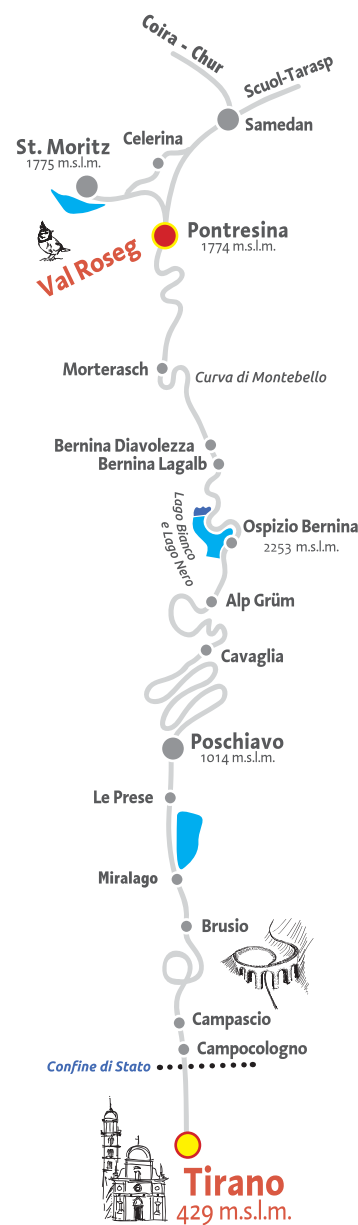 Coira - Chur
Scuol-Tarasp
Samedan
Celerina
St. Moritz
1775 m.s.l.m.
Pontresina
1774 m.s.l.m.
Val Roseg
Morterasch
Curva di Montebello
Bernina Diavolezza
Bernina Lagalb
Lago Bianco
e Lago Nero
Ospizio Bernina
2253 m.s.l.m.
Alp Grüm
Cavaglia
Poschiavo
1014 m.s.l.m.
Le Prese
Miralago
Brusio
Campascio
Campocologno
Confine di Stato
Tirano
429 m.s.l.m.